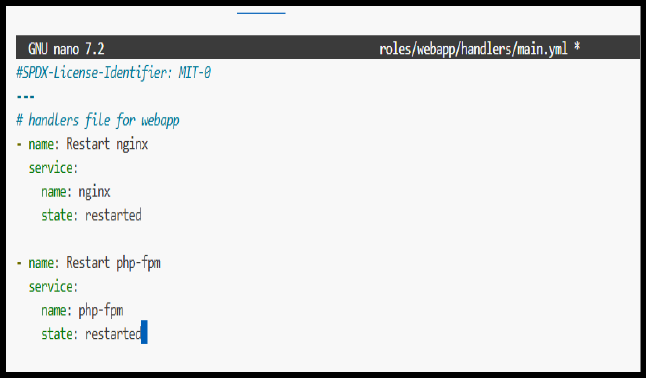 GNU nano 7.2 roles/webapp/handlers/main.yml *
#SPDX-License-Identifier: MIT-0
---
# handlers file for webapp
- name: Restart nginx
  service:
    name: nginx
    state: restarted

- name: Restart php-fpm
  service:
    name: php-fpm
    state: restarted